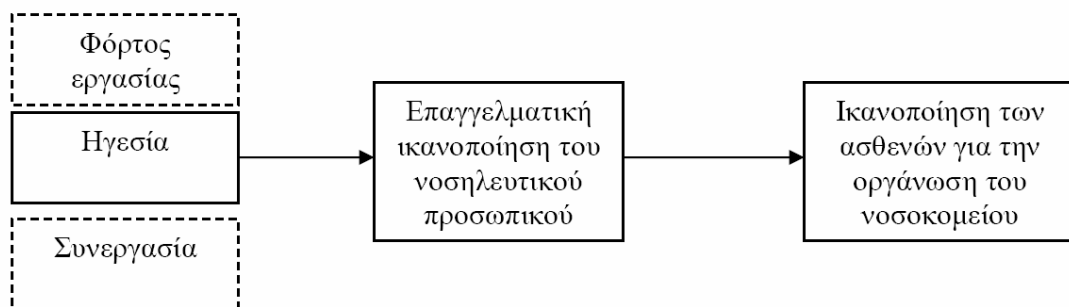 Φόρτος
εργασίας
Ηγεσία
Συνεργασία
Επαγγελματική
ικανοποίηση του
νοσηλευτικού
προσωπικού
Ικανοποίηση των
ασθενών για την
οργάνωση του
νοσοκομείου